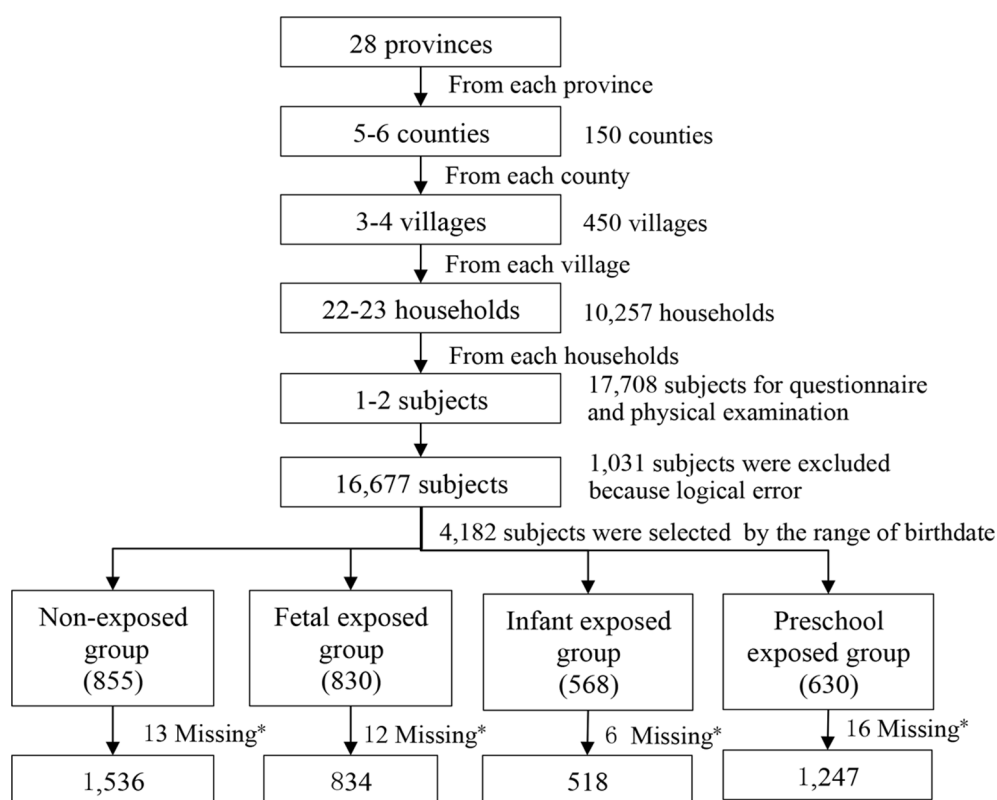 28 provinces
From each province
5-6 counties
150 counties
From each county
3-4 villages
450 villages
From each village
22-23 households
10,257 households
From each households
1-2 subjects
17,708 subjects for questionnaire
and physical examination
16,677 subjects
1,031 subjects were excluded
because logical error
4,182 subjects were selected by the range of birthdate
Non-exposed
group
(855)
Fetal exposed
group
(830)
Infant exposed
group
(568)
Preschool
exposed group
(630)
13 Missing*
12 Missing*
6 Missing*
16 Missing*
1,536
834
518
1,247